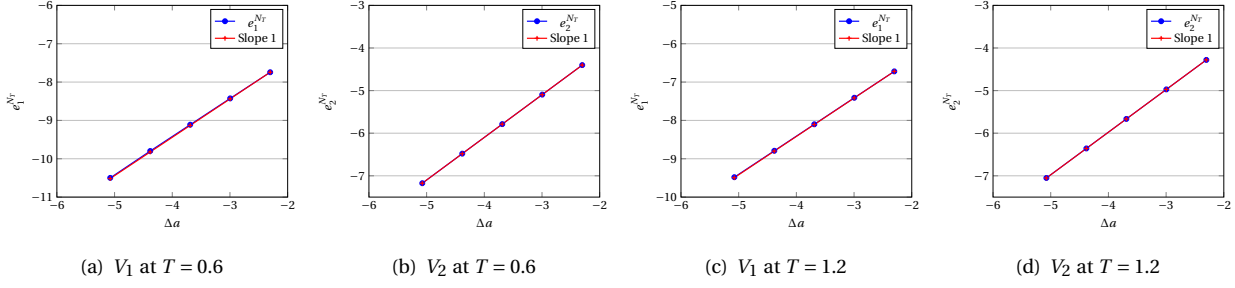 −6
−7
−8
−9
−10
−11
−6 −5 −4 −3 −2
Δa
e_1^{N_T}
e_1^{N_T}
Slope 1
(a) V_1 at T = 0.6
−3
−4
−5
−6
−7
−6 −5 −4 −3 −2
Δa
e_2^{N_T}
e_2^{N_T}
Slope 1
(b) V_2 at T = 0.6
−5
−6
−7
−8
−9
−10
−6 −5 −4 −3 −2
Δa
e_1^{N_T}
e_1^{N_T}
Slope 1
(c) V_1 at T = 1.2
−3
−4
−5
−6
−7
−6 −5 −4 −3 −2
Δa
e_2^{N_T}
e_2^{N_T}
Slope 1
(d) V_2 at T = 1.2